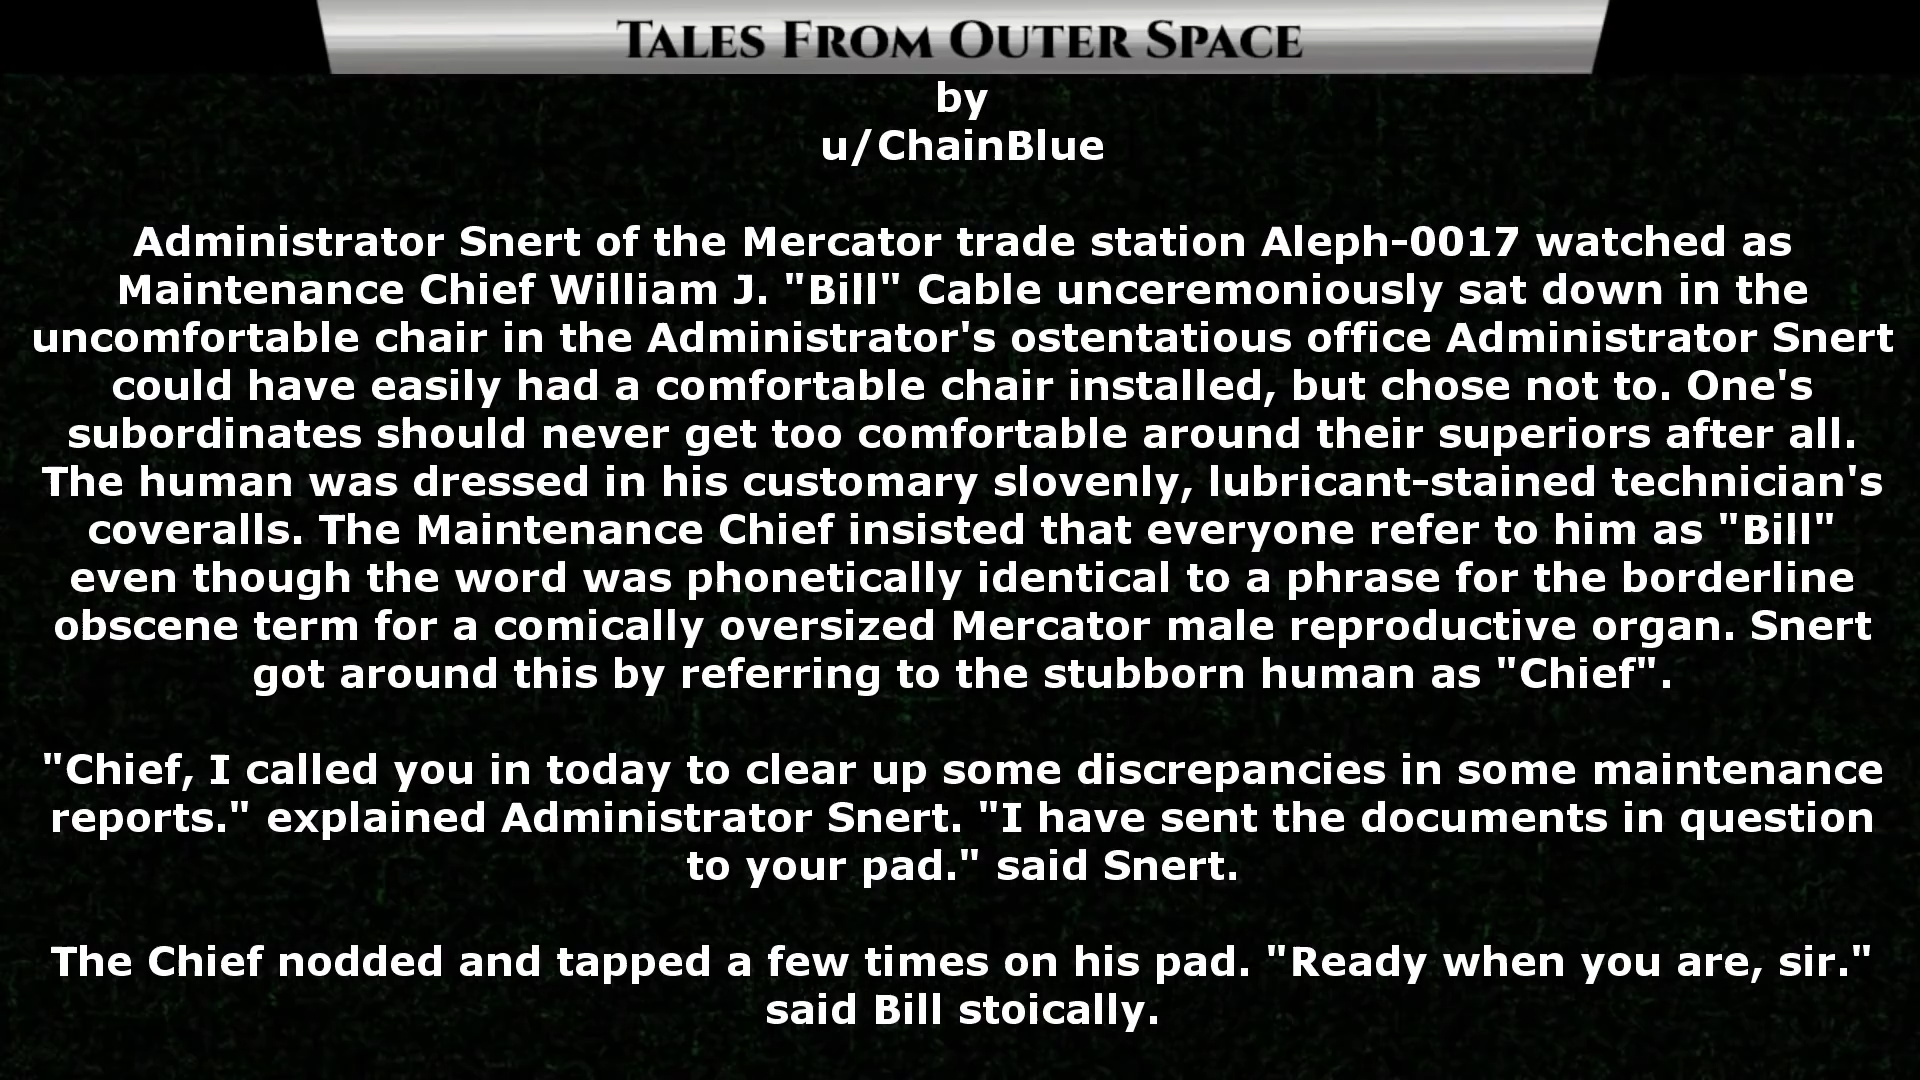 Tales From Outer Space
by
u/ChainBlue
Administrator Snert of the Mercator trade station Aleph-0017 watched as
Maintenance Chief William J. "Bill" Cable unceremoniously sat down in the
uncomfortable chair in the Administrator's ostentatious office Administrator Snert
could have easily had a comfortable chair installed, but chose not to. One's
subordinates should never get too comfortable around their superiors after all.
The human was dressed in his customary slovenly, lubricant-stained technician's
coveralls. The Maintenance Chief insisted that everyone refer to him as "Bill"
even though the word was phonetically identical to a phrase for the borderline
obscene term for a comically oversized Mercator male reproductive organ. Snert
got around this by referring to the stubborn human as "Chief".
"Chief, I called you in today to clear up some discrepancies in some maintenance
reports." explained Administrator Snert. "I have sent the documents in question
to your pad." said Snert.
The Chief nodded and tapped a few times on his pad. "Ready when you are, sir."
said Bill stoically.